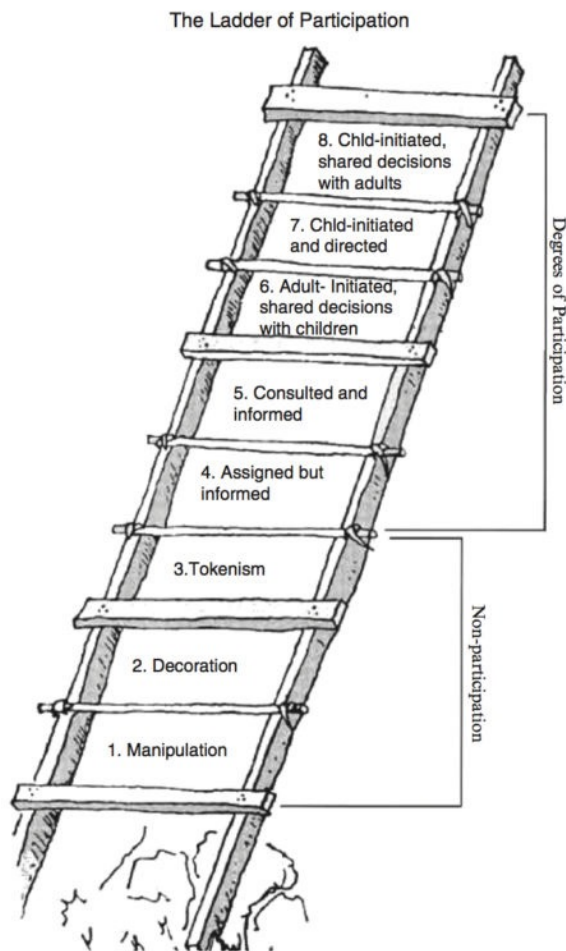 The Ladder of Participation
8. Chld-initiated,
shared decisions
with adults
7. Chld-initiated
and directed
6. Adult- Initiated,
shared decisions
with children
5. Consulted and
informed
4. Assigned but
informed
3.Tokenism
2. Decoration
1. Manipulation
Degrees of Participation
Non-participation